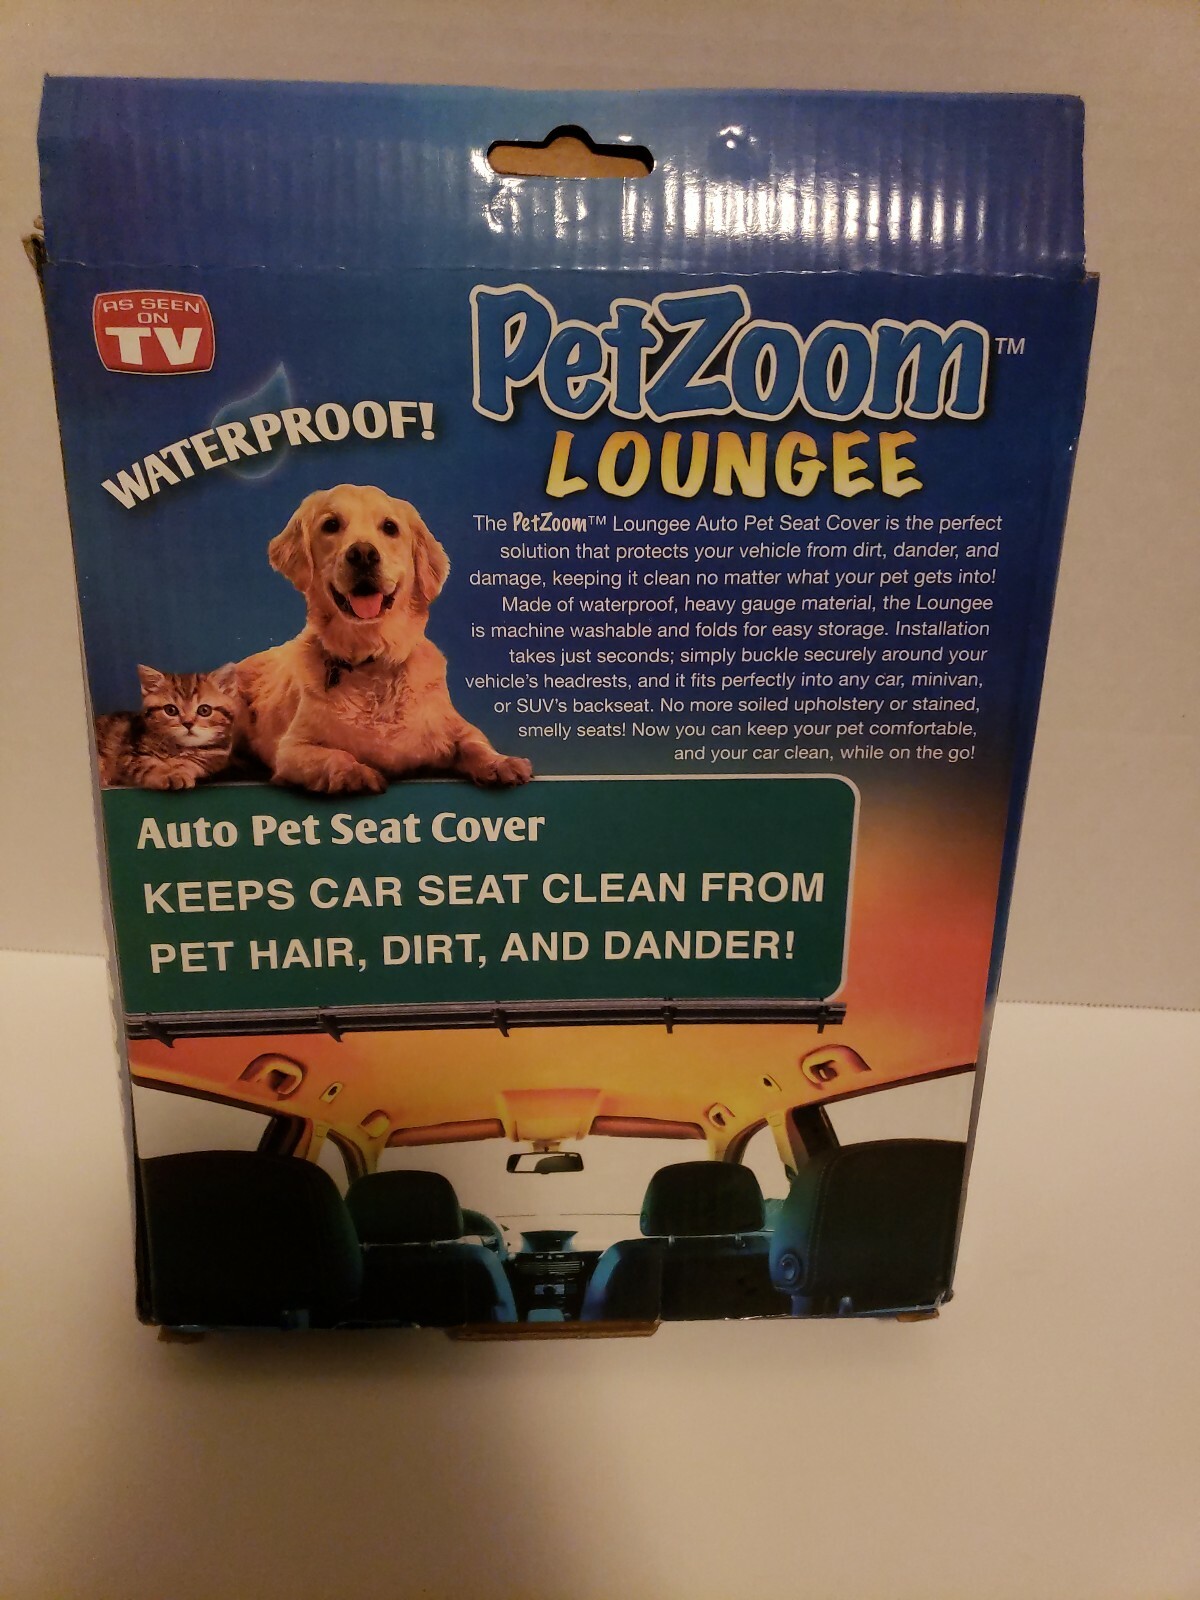 AS SEEN
ON
TV
WATERPROOF!
PetZoom™
LOUNGEE
The PetZoom™ Loungee Auto Pet Seat Cover is the perfect
solution that protects your vehicle from dirt, dander, and
damage, keeping it clean no matter what your pet gets into!
Made of waterproof, heavy gauge material, the Loungee
is machine washable and folds for easy storage. Installation
takes just seconds; simply buckle securely around your
vehicle's headrests, and it fits perfectly into any car, minivan,
or SUV's backseat. No more soiled upholstery or stained,
smelly seats! Now you can keep your pet comfortable,
and your car clean, while on the go!
Auto Pet Seat Cover
KEEPS CAR SEAT CLEAN FROM
PET HAIR, DIRT, AND DANDER!